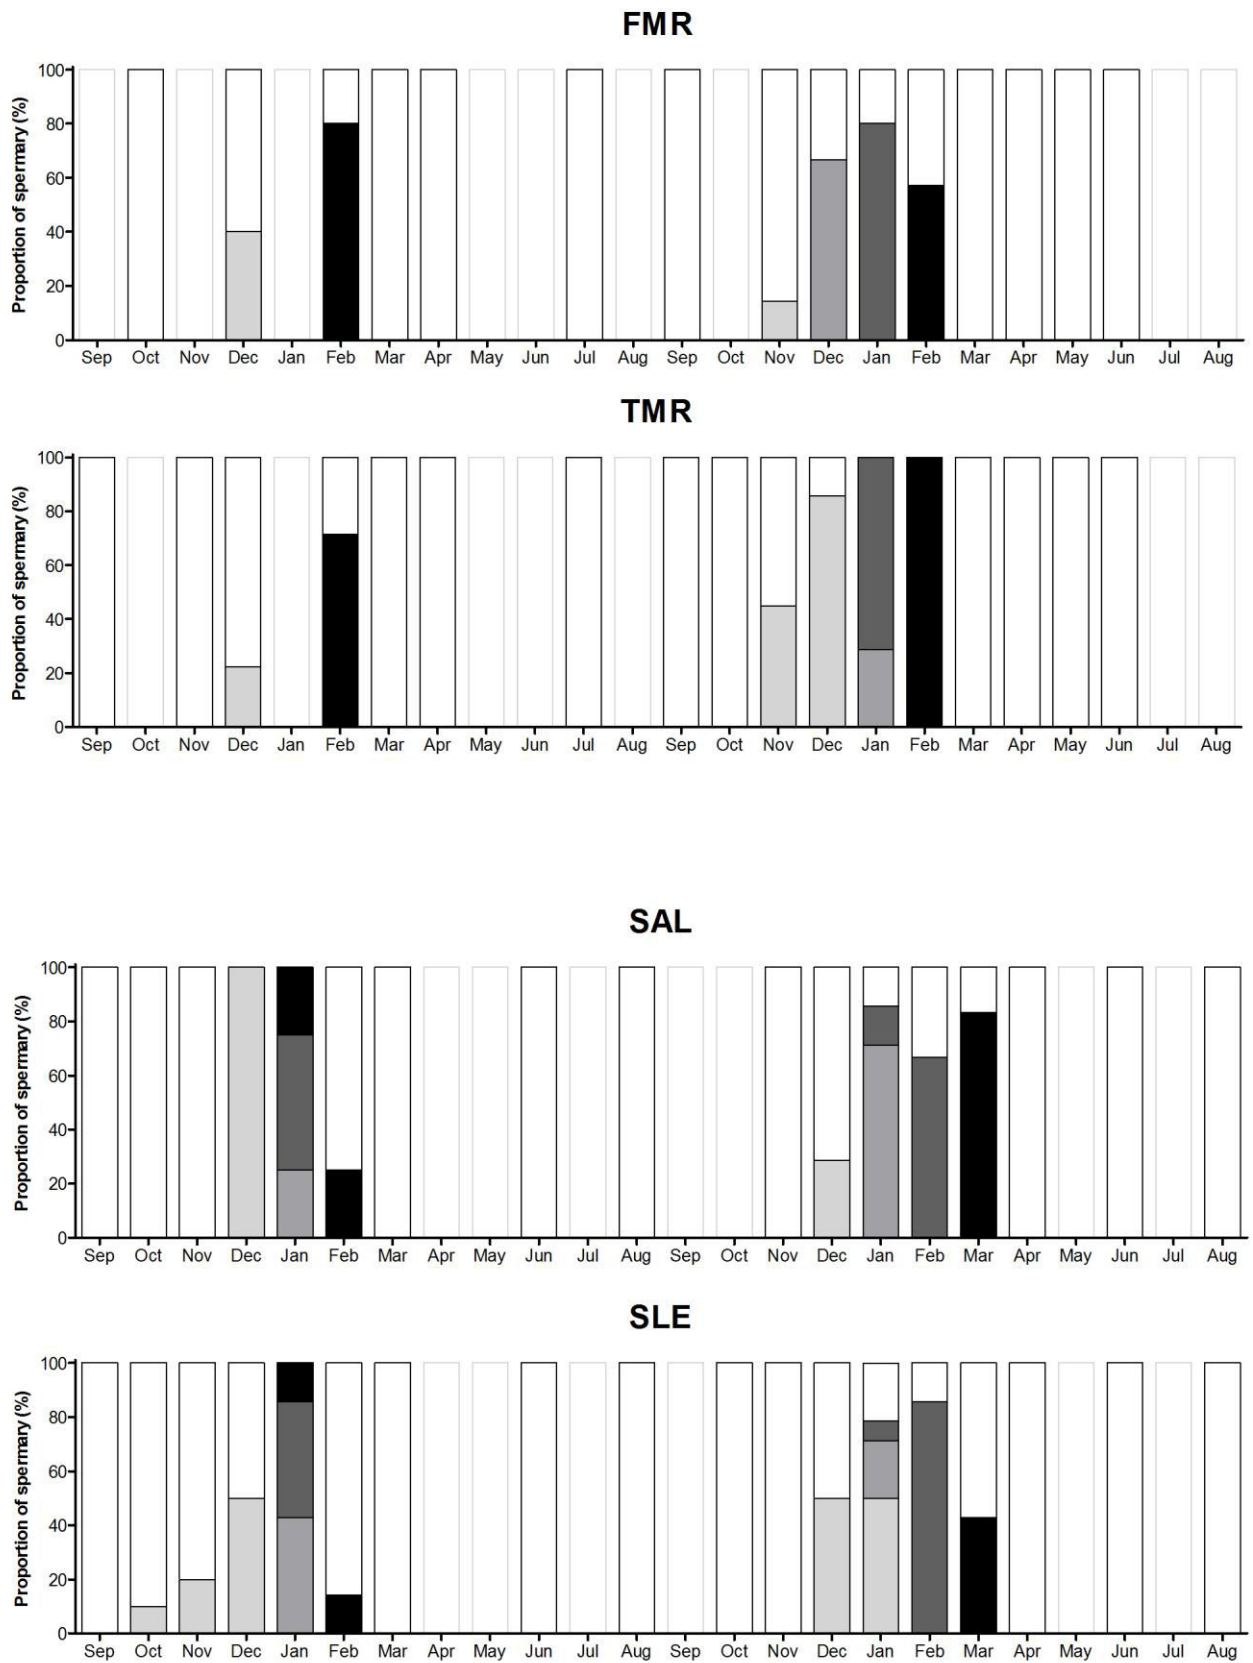 FMR
Proportion of spermary (%)
100
80
60
40
20
0
Sep Oct Nov Dec Jan Feb Mar Apr May Jun Jul Aug Sep Oct Nov Dec Jan Feb Mar Apr May Jun Jul Aug
TMR
Proportion of spermary (%)
100
80
60
40
20
0
Sep Oct Nov Dec Jan Feb Mar Apr May Jun Jul Aug Sep Oct Nov Dec Jan Feb Mar Apr May Jun Jul Aug
SAL
Proportion of spermary (%)
100
80
60
40
20
0
Sep Oct Nov Dec Jan Feb Mar Apr May Jun Jul Aug Sep Oct Nov Dec Jan Feb Mar Apr May Jun Jul Aug
SLE
Proportion of spermary (%)
100
80
60
40
20
0
Sep Oct Nov Dec Jan Feb Mar Apr May Jun Jul Aug Sep Oct Nov Dec Jan Feb Mar Apr May Jun Jul Aug